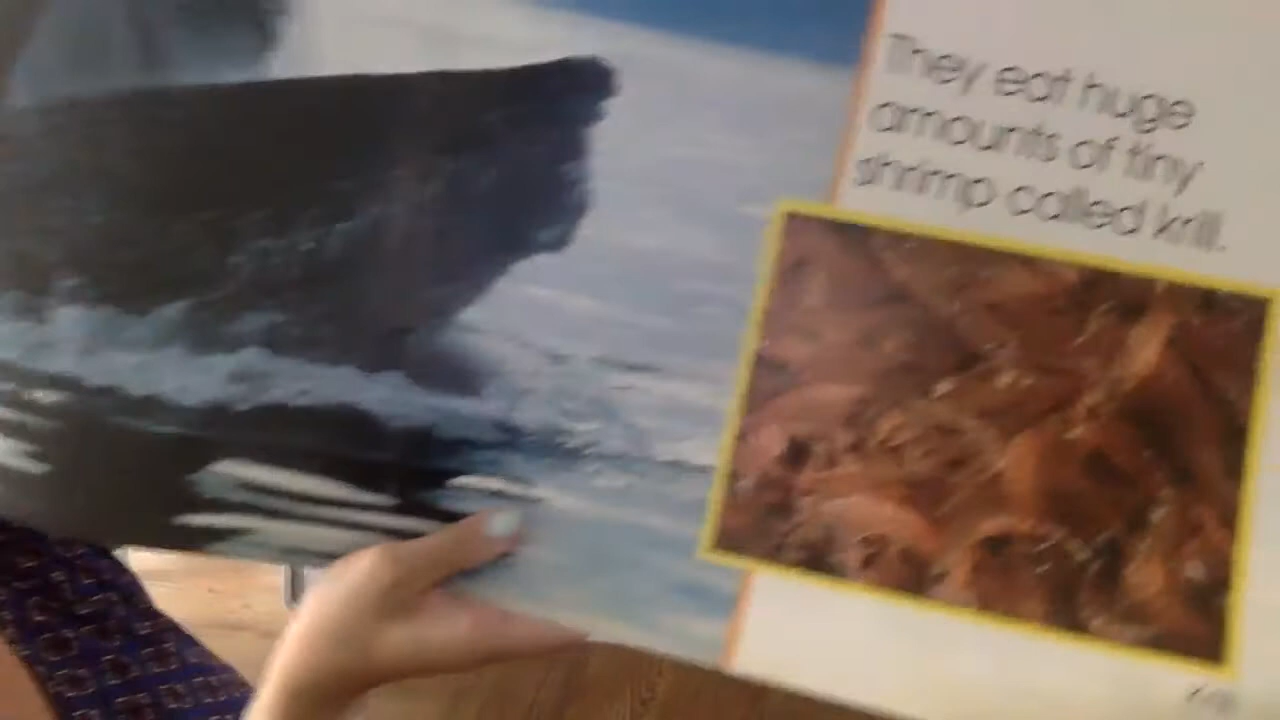 They eat huge
amounts of tiny
shrimp called krill.